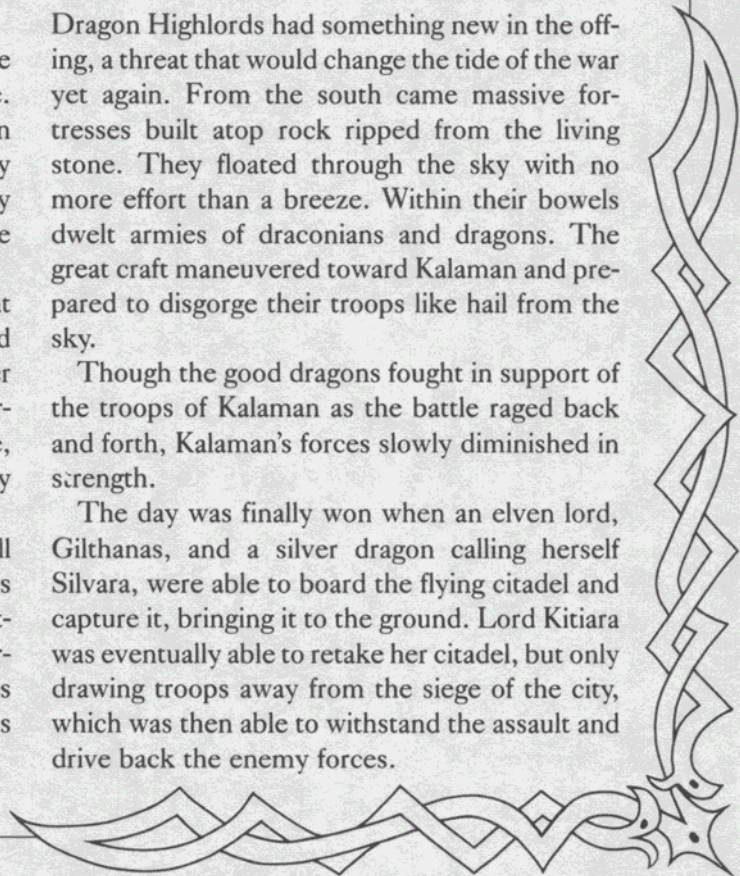 Dragon Highlords had something new in the off-
ing, a threat that would change the tide of the war
yet again. From the south came massive for-
tresses built atop rock ripped from the living
stone. They floated through the sky with no
more effort than a breeze. Within their bowels
dwelt armies of draconians and dragons. The
great craft maneuvered toward Kalaman and pre-
pared to disgorge their troops like hail from the
sky.
Though the good dragons fought in support of
the troops of Kalaman as the battle raged back
and forth, Kalaman's forces slowly diminished in
strength.
The day was finally won when an elven lord,
Gilthanas, and a silver dragon calling herself
Silvara, were able to board the flying citadel and
capture it, bringing it to the ground. Lord Kitiara
was eventually able to retake her citadel, but only
drawing troops away from the siege of the city,
which was then able to withstand the assault and
drive back the enemy forces.